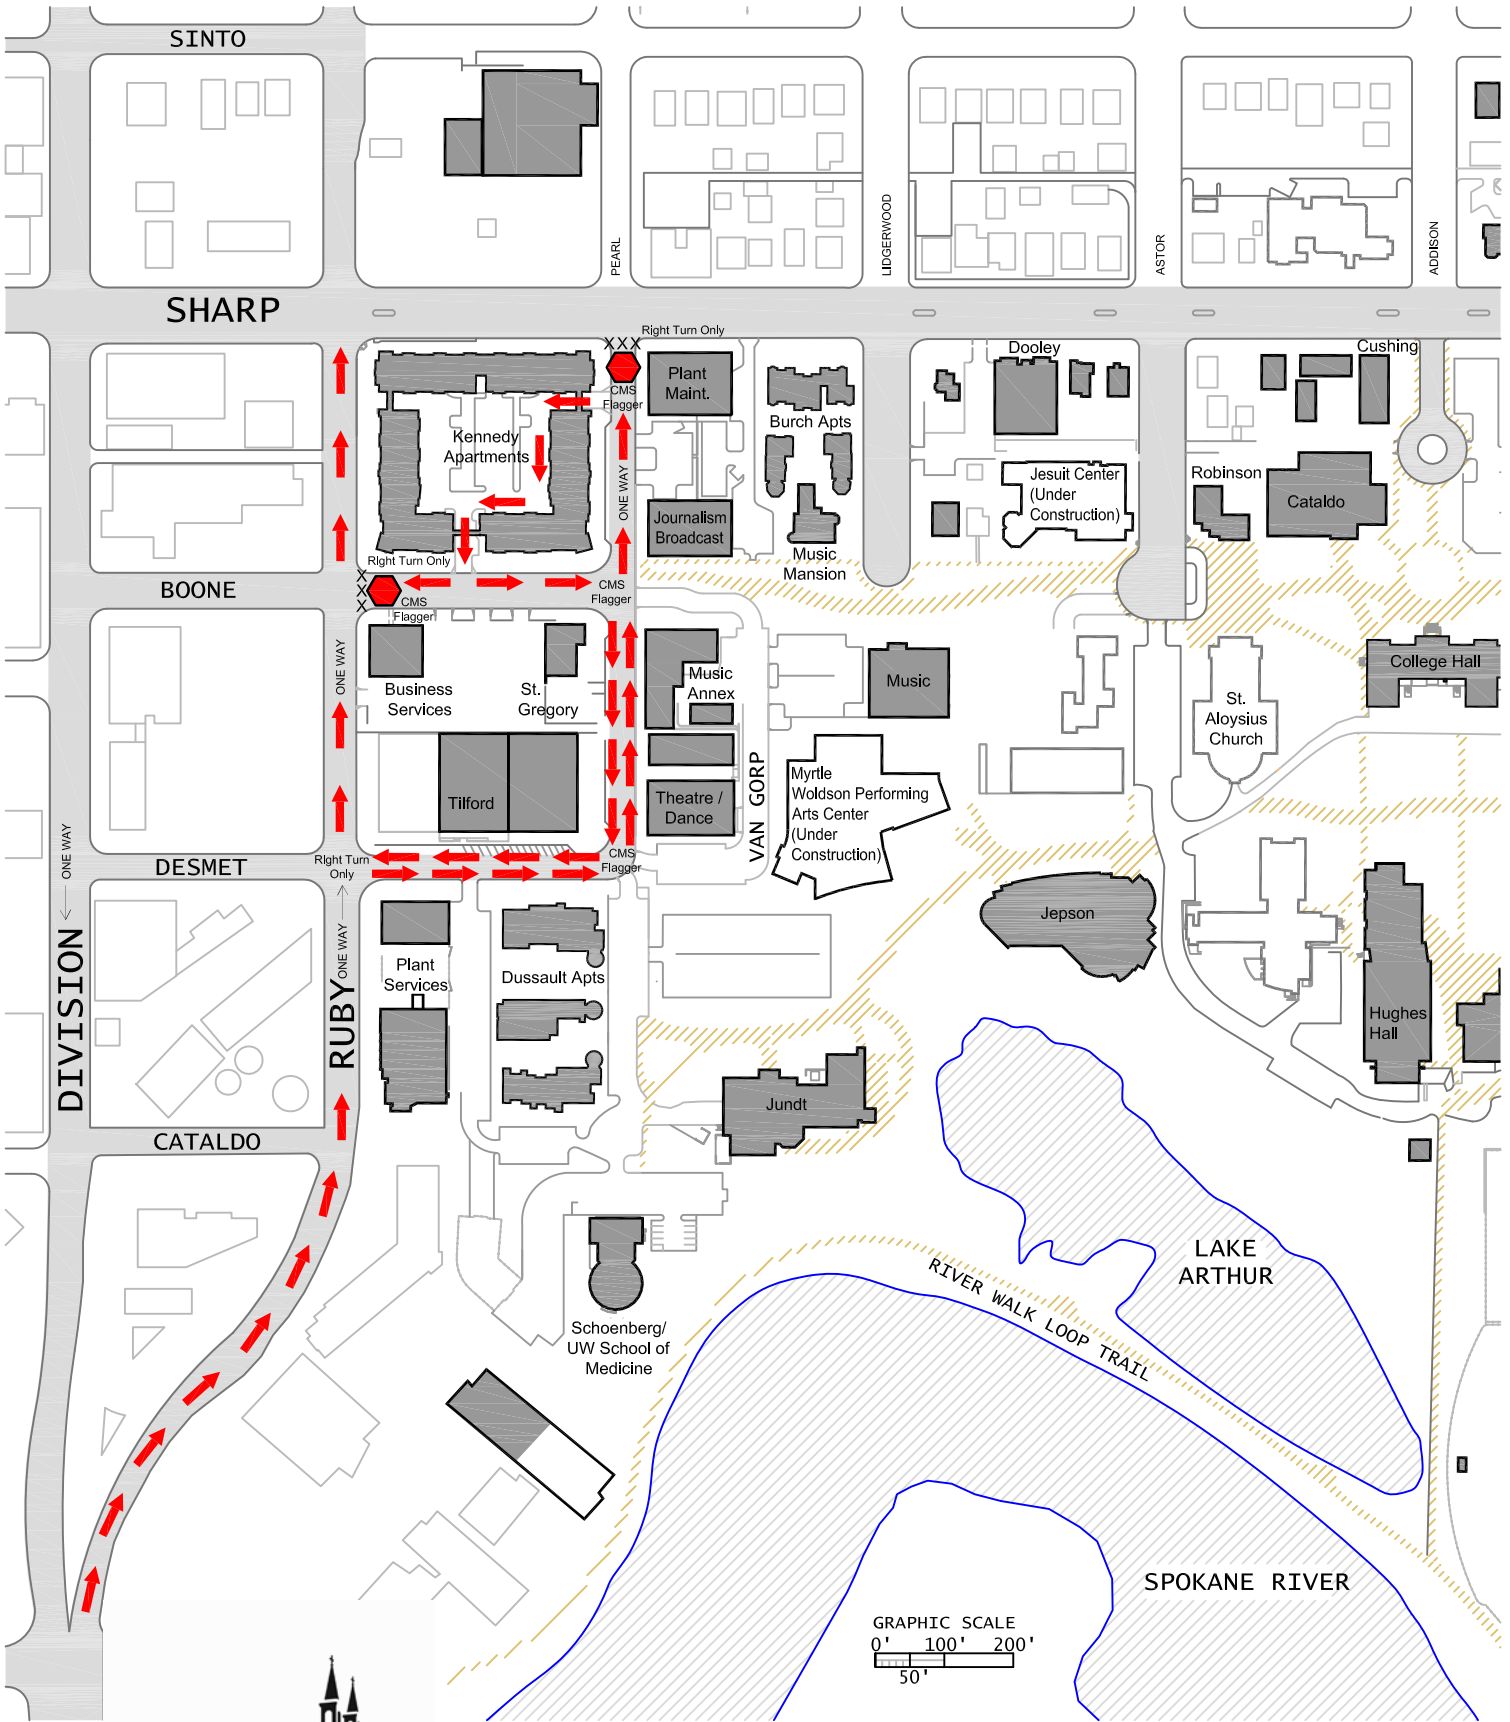 SINTO
PEARL
LIDGERWOOD
ASTOR
ADDISON
SHARP
Right Turn Only
X X X
CMS
Flagger
Plant
Maint.
Kennedy
Apartments
ONE WAY
Burch Apts
Dooley
Cushing
Jesuit Center
(Under
Construction)
Robinson
Cataldo
Journalism
Broadcast
Music
Mansion
RIght Turn Only
X
X
X
CMS
Flagger
CMS
Flagger
BOONE
ONE WAY
Business
Services
St.
Gregory
Music
Annex
Music
St.
Aloysius
Church
College Hall
Tilford
Theatre /
Dance
VAN GORP
Myrtle
Woldson Performing
Arts Center
(Under
Construction)
ONE WAY
DESMET
RIght Turn
Only
CMS
Flagger
DIVISION
RUBY
ONE WAY
Plant
Services
Dussault Apts
Jepson
Hughes
Hall
Jundt
CATALDO
LAKE
ARTHUR
RIVER WALK LOOP TRAIL
Schoenberg/
UW School of
Medicine
SPOKANE RIVER
GRAPHIC SCALE
0' 100' 200'
50'